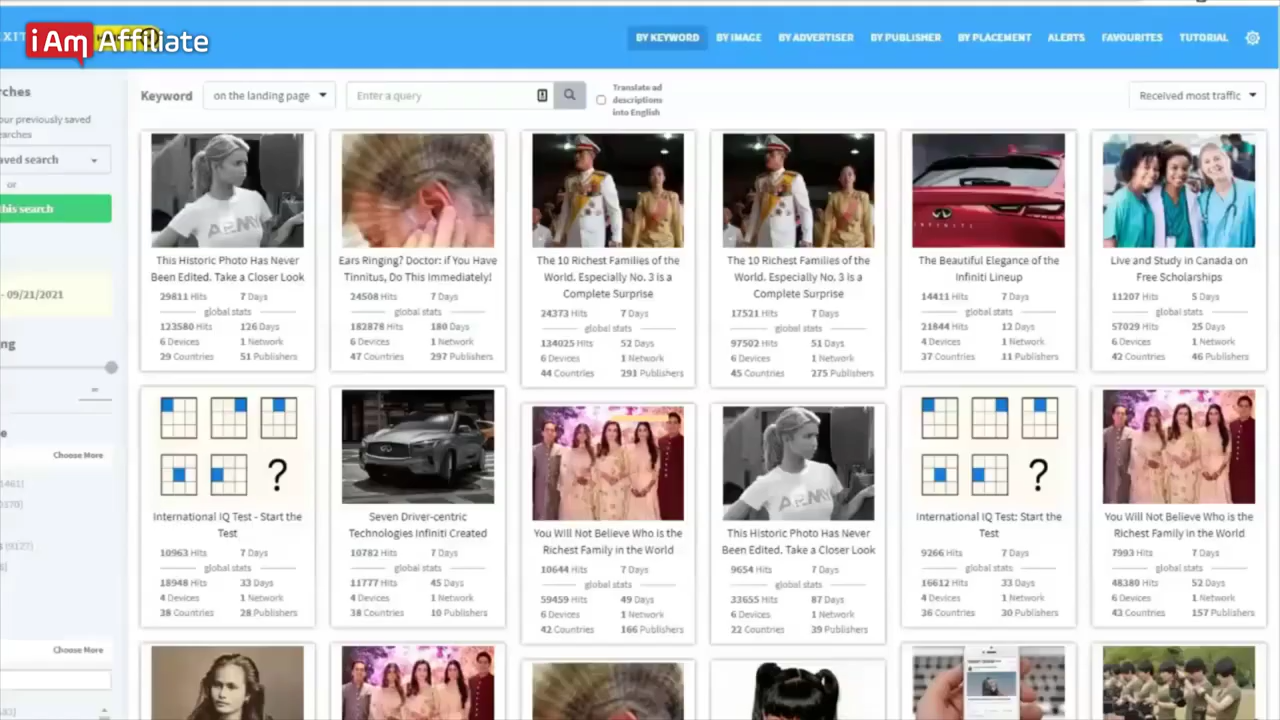 EXIT
i Am Affiliate
BY KEYWORD
BY IMAGE
BY ADVERTISER
BY PUBLISHER
BY PLACEMENT
ALERTS
FAVOURITES
TUTORIAL
rches
our previously saved
earches
aved search
or
this search
- 09/21/2021
ng
Choose More
Choose More
Keyword
on the landing page
Enter a query
Translate ad
descriptions
into English
Received most traffic
ARMY
This Historic Photo Has Never
Been Edited. Take a Closer Look
29811 Hits 7 Days
global stats
123580 Hits 126 Days
6 Devices 1 Network
29 Countries 51 Publishers
Ears Ringing? Doctor: if You Have
Tinnitus, Do This Immediately!
24508 Hits 7 Days
global stats
182878 Hits 180 Days
6 Devices 1 Network
47 Countries 297 Publishers
The 10 Richest Families of the
World. Especially No. 3 is a
Complete Surprise
24373 Hits 7 Days
global stats
134025 Hits 52 Days
6 Devices 1 Network
44 Countries 291 Publishers
The 10 Richest Families of the
World. Especially No. 3 is a
Complete Surprise
17521 Hits 7 Days
global stats
97502 Hits 51 Days
6 Devices 1 Network
45 Countries 275 Publishers
INFINITI
The Beautiful Elegance of the
Infiniti Lineup
14411 Hits 7 Days
global stats
21844 Hits 12 Days
4 Devices 1 Network
37 Countries 11 Publishers
Live and Study in Canada on
Free Scholarships
11207 Hits 5 Days
global stats
57029 Hits 25 Days
6 Devices 1 Network
42 Countries 46 Publishers
?
International IQ Test - Start the
Test
10963 Hits 7 Days
global stats
18948 Hits 33 Days
4 Devices 1 Network
38 Countries 28 Publishers
Seven Driver-centric
Technologies Infiniti Created
10782 Hits 7 Days
global stats
11777 Hits 45 Days
4 Devices 1 Network
38 Countries 10 Publishers
You Will Not Believe Who is the
Richest Family in the World
10644 Hits 7 Days
global stats
59459 Hits 49 Days
6 Devices 1 Network
42 Countries 166 Publishers
ARMY
This Historic Photo Has Never
Been Edited. Take a Closer Look
9654 Hits 7 Days
global stats
33655 Hits 87 Days
6 Devices 1 Network
22 Countries 39 Publishers
?
International IQ Test: Start the
Test
9266 Hits 7 Days
global stats
16612 Hits 33 Days
4 Devices 1 Network
36 Countries 30 Publishers
You Will Not Believe Who is the
Richest Family in the World
7993 Hits 7 Days
global stats
48380 Hits 52 Days
6 Devices 1 Network
43 Countries 157 Publishers